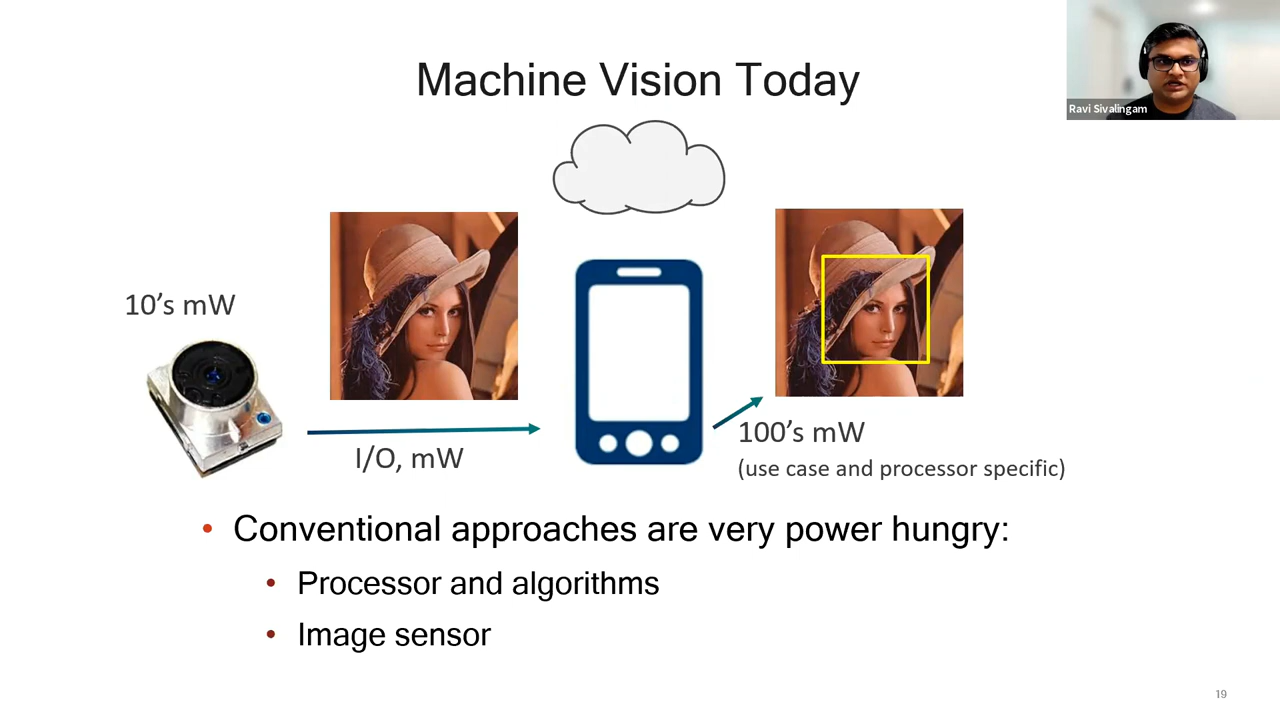 Machine Vision Today
Ravi Sivalingam
10’s mW
I/O, mW
100’s mW
(use case and processor specific)
• Conventional approaches are very power hungry:
• Processor and algorithms
• Image sensor
19